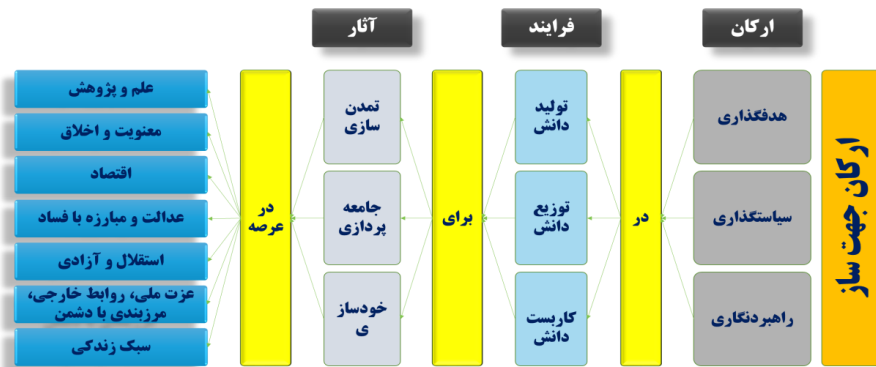 ارکان
فرایند
آثار
ارکان جهت ساز
هدفگذاری
سیاستگذاری
راهبردنگاری
در
تولید
دانش
توزیع
دانش
کاربست
دانش
برای
تمدن
سازی
جامعه
پردازی
خودساز
ی
در
عرصه
علم و پژوهش
معنویت و اخلاق
اقتصاد
عدالت و مبارزه با فساد
استقلال و آزادی
عزت ملی، روابط خارجی،
مرزبندی با دشمن
سبک زندگی